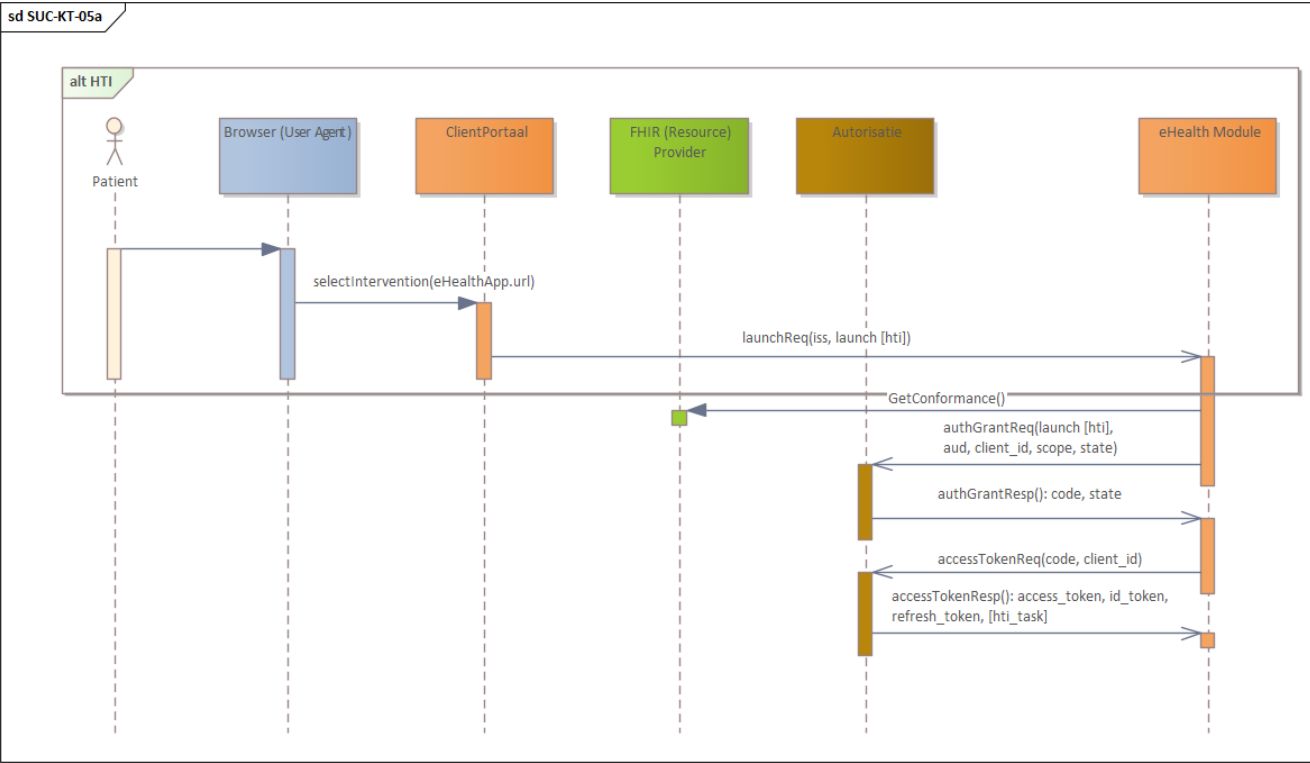 sd SUC-KT-05a
alt HTI
Patient
Browser (User Agent)
ClientPortaal
FHIR (Resource)
Provider
Autorisatie
eHealth Module
selectIntervention(eHealthApp.url)
launchReq(iss, launch [hti])
GetConformance()
authGrantReq(launch [hti],
aud, client_id, scope, state)
authGrantResp(): code, state
accessTokenReq(code, client_id)
accessTokenResp(): access_token, id_token,
refresh_token, [hti_task]